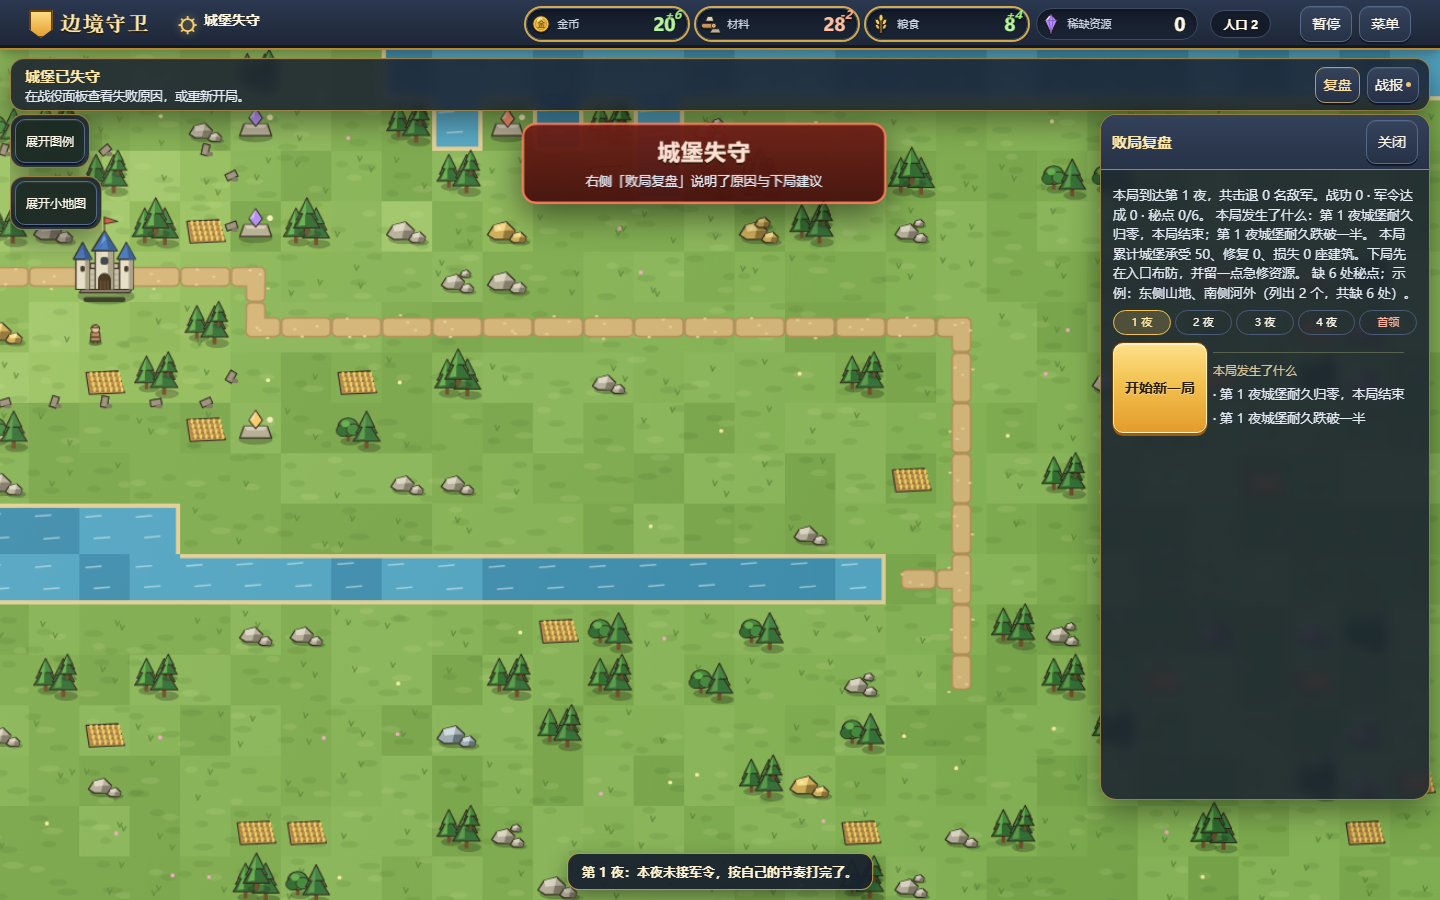 边境守卫
城堡失守
金币 20 +6
材料 28 2
粮食 8 +4
稀缺资源 0
人口 2
暂停
菜单
城堡已失守
在战役面板查看失败原因，或重新开局。
复盘
战报
展开图例
展开小地图
城堡失守
右侧「败局复盘」说明了原因与下局建议
败局复盘
关闭
本局到达第 1 夜，共击退 0 名敌军。战功 0 · 军令达
成 0 · 秘点 0/6。 本局发生了什么：第 1 夜城堡耐久
归零，本局结束；第 1 夜城堡耐久跌破一半。 本局
累计城堡承受 50、修复 0、损失 0 座建筑。下局先
在入口布防，并留一点急修资源。 缺 6 处秘点；示
例：东侧山地、南侧河外（列出 2 个，共缺 6 处）。
1 夜
2 夜
3 夜
4 夜
首领
开始新一局
本局发生了什么
· 第 1 夜城堡耐久归零，本局结束
· 第 1 夜城堡耐久跌破一半
第 1 夜：本夜未接军令，按自己的节奏打完了。